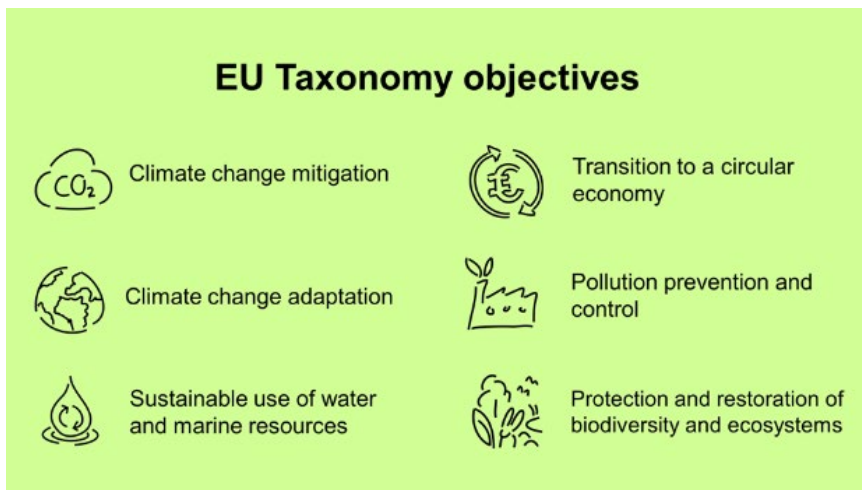 EU Taxonomy objectives
CO₂
Climate change mitigation
Climate change adaptation
Sustainable use of water
and marine resources
€
Transition to a circular
economy
Pollution prevention and
control
Protection and restoration of
biodiversity and ecosystems